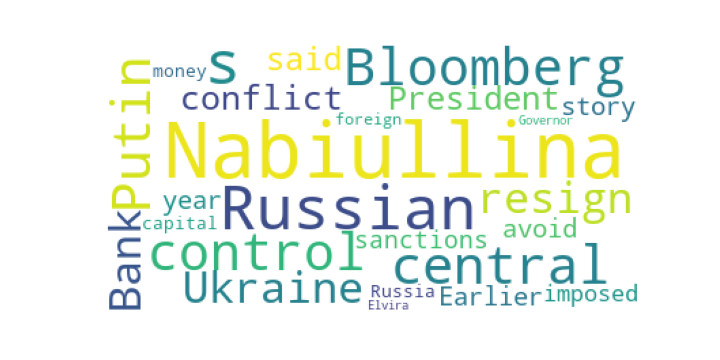 money
s
said
Bloomberg
Putin
conflict
President
story
foreign
Governor
Nabiullina
year
Russian
resign
capital
Bank
control
sanctions
avoid
central
Ukraine
Russia
Earlier
imposed
Elvira